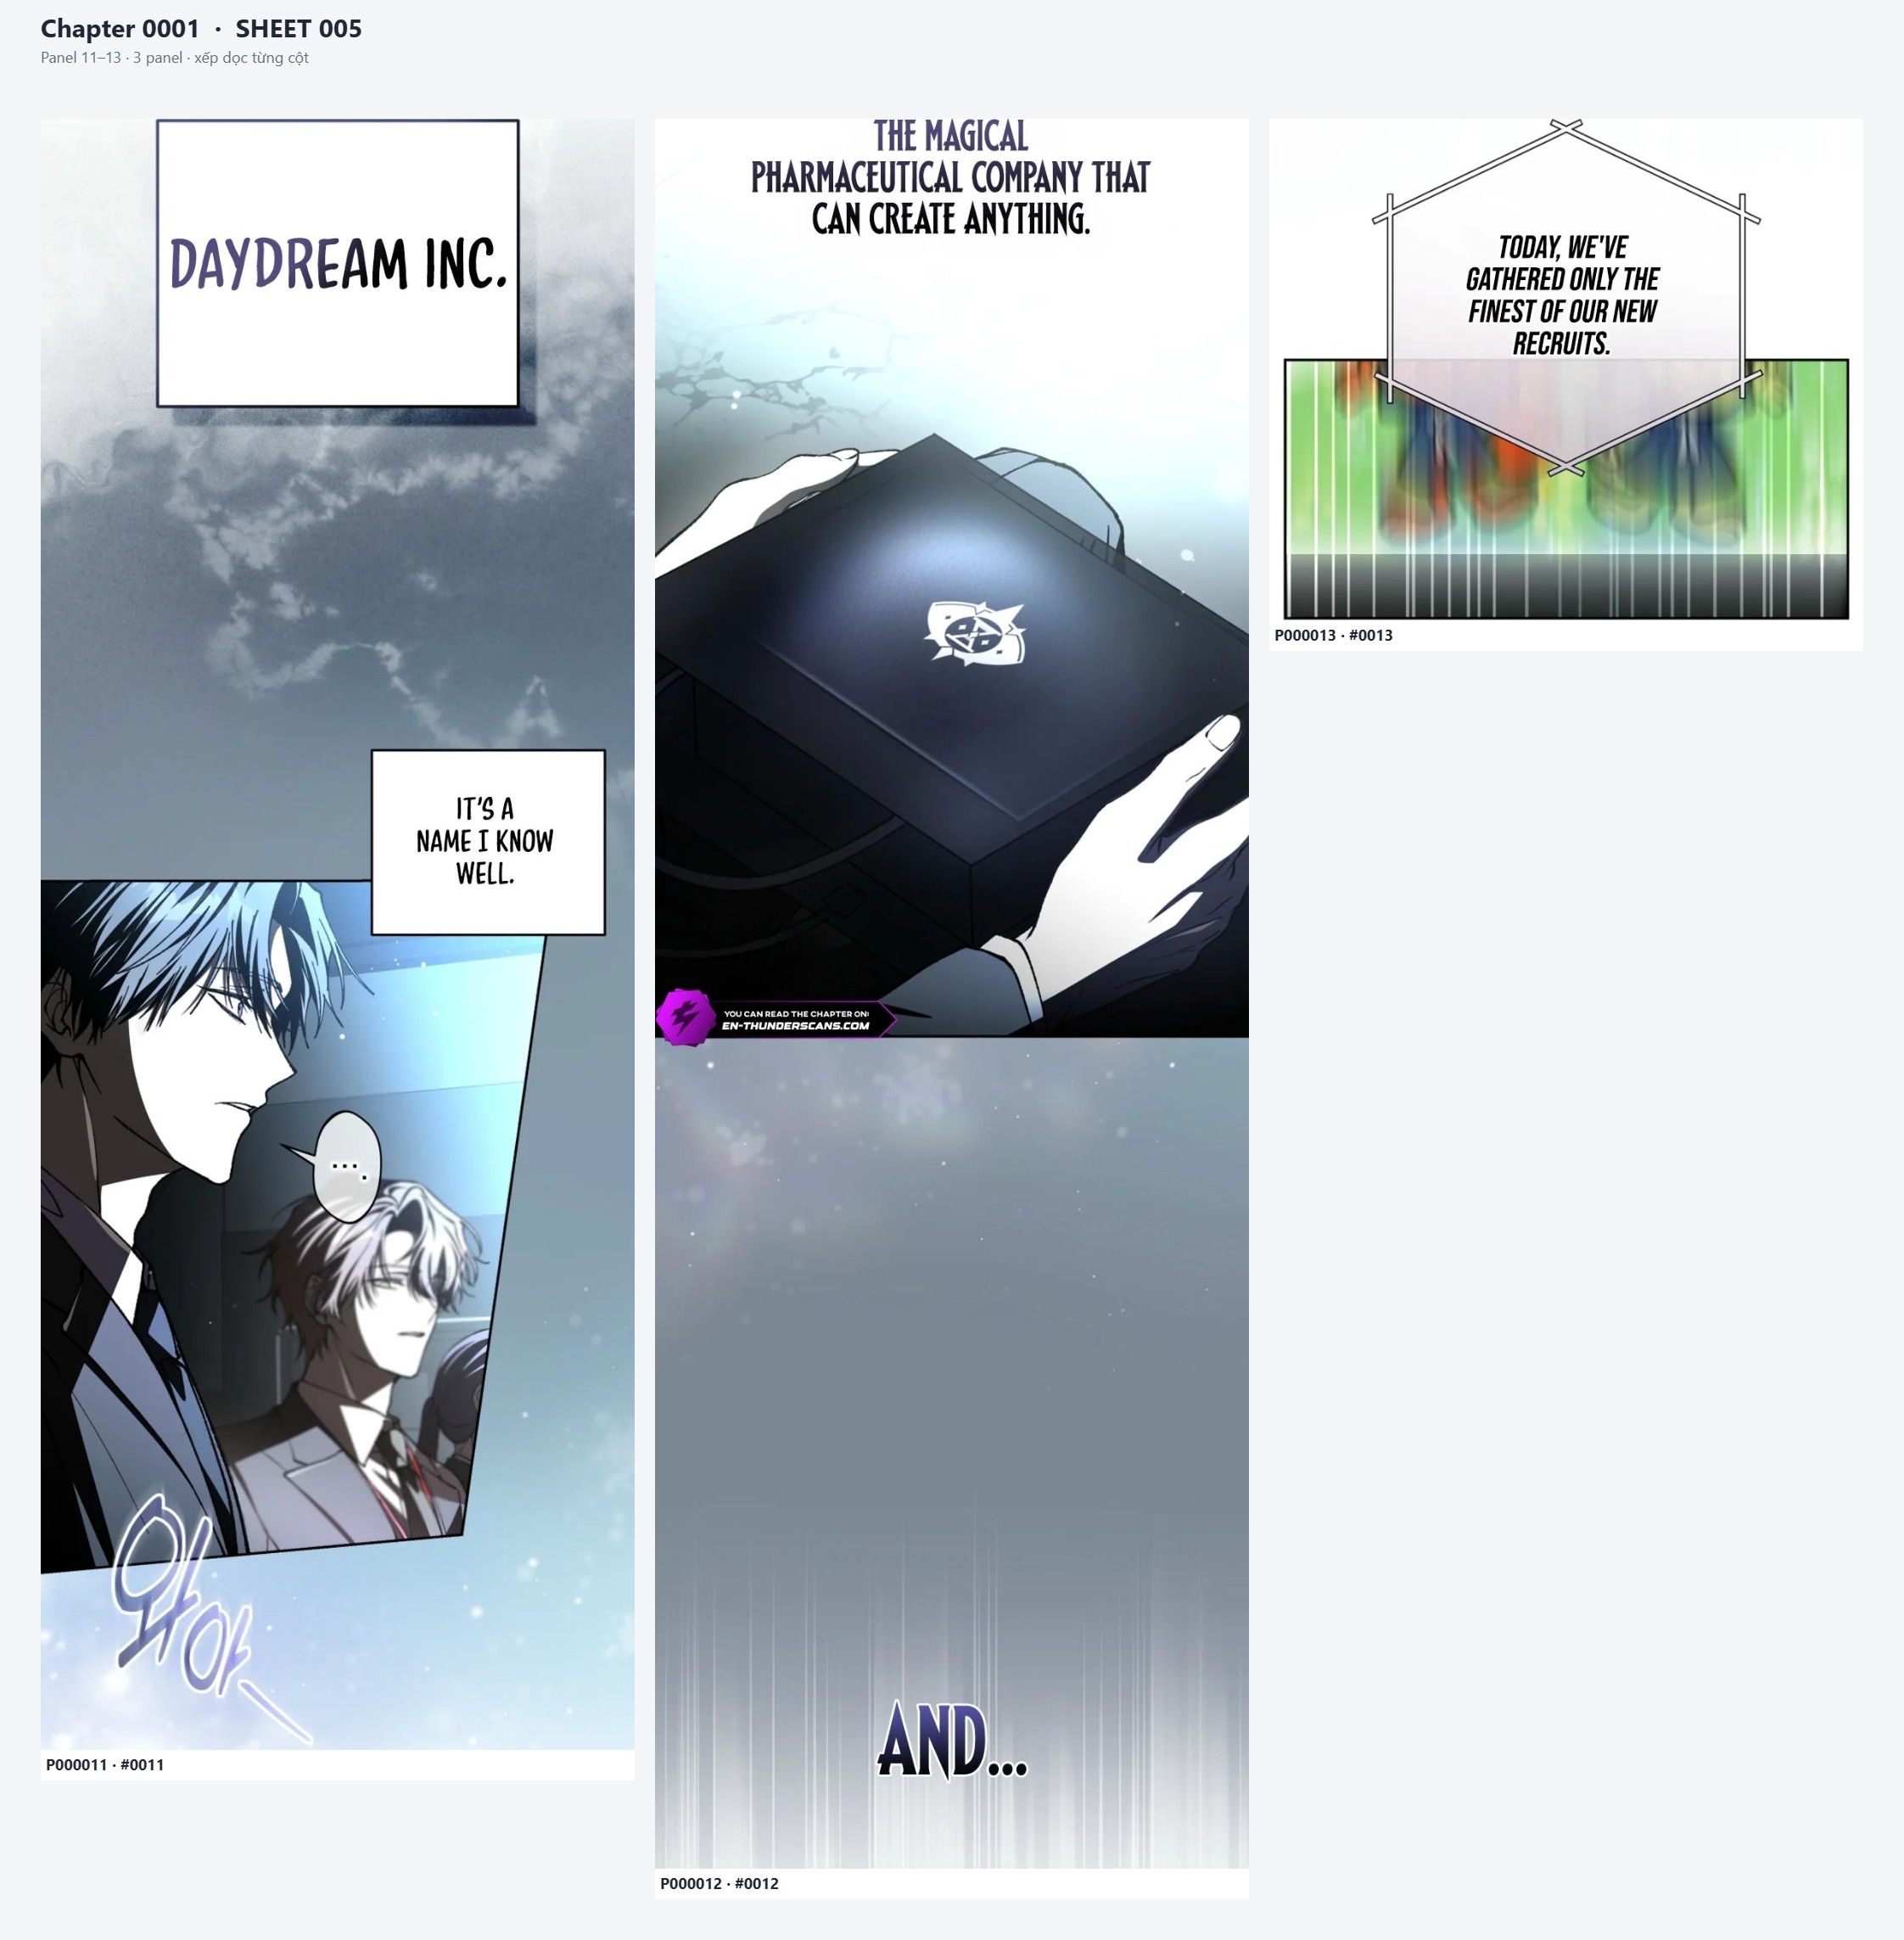 Chapter 0001 · SHEET 005
Panel 11–13 · 3 panel · xếp dọc từng cột
DAYDREAM INC.
IT'S A
NAME I KNOW
WELL.
....
와아
P000011 · #0011
THE MAGICAL
PHARMACEUTICAL COMPANY THAT
CAN CREATE ANYTHING.
YOU CAN READ THE CHAPTER ON:
EN-THUNDERSCANS.COM
AND...
P000012 · #0012
TODAY, WE'VE
GATHERED ONLY THE
FINEST OF OUR NEW
RECRUITS.
P000013 · #0013